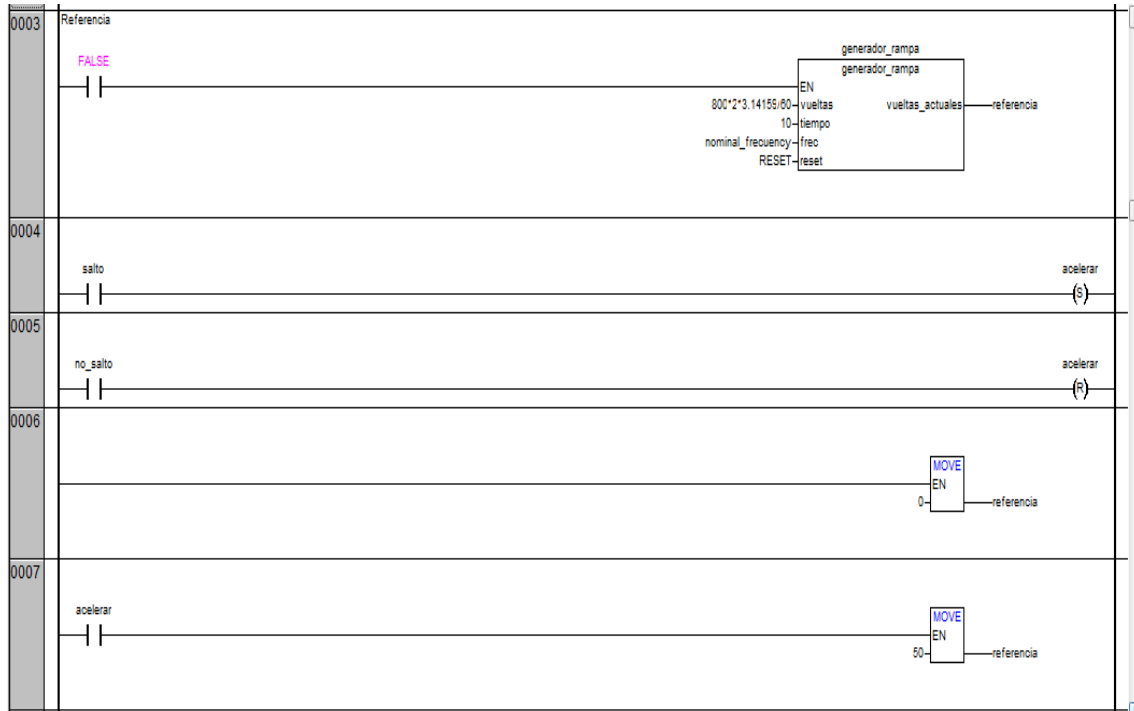 0003
Referencia
FALSE
generador_rampa
generador_rampa
EN
800*2*3.14159/60 vueltas vueltas_actuales referencia
10 tiempo
nominal_frecuency frec
RESET reset
0004
salto acelerar
S
0005
no_salto acelerar
R
0006
MOVE
EN
0 referencia
0007
acelerar MOVE
EN
50 referencia